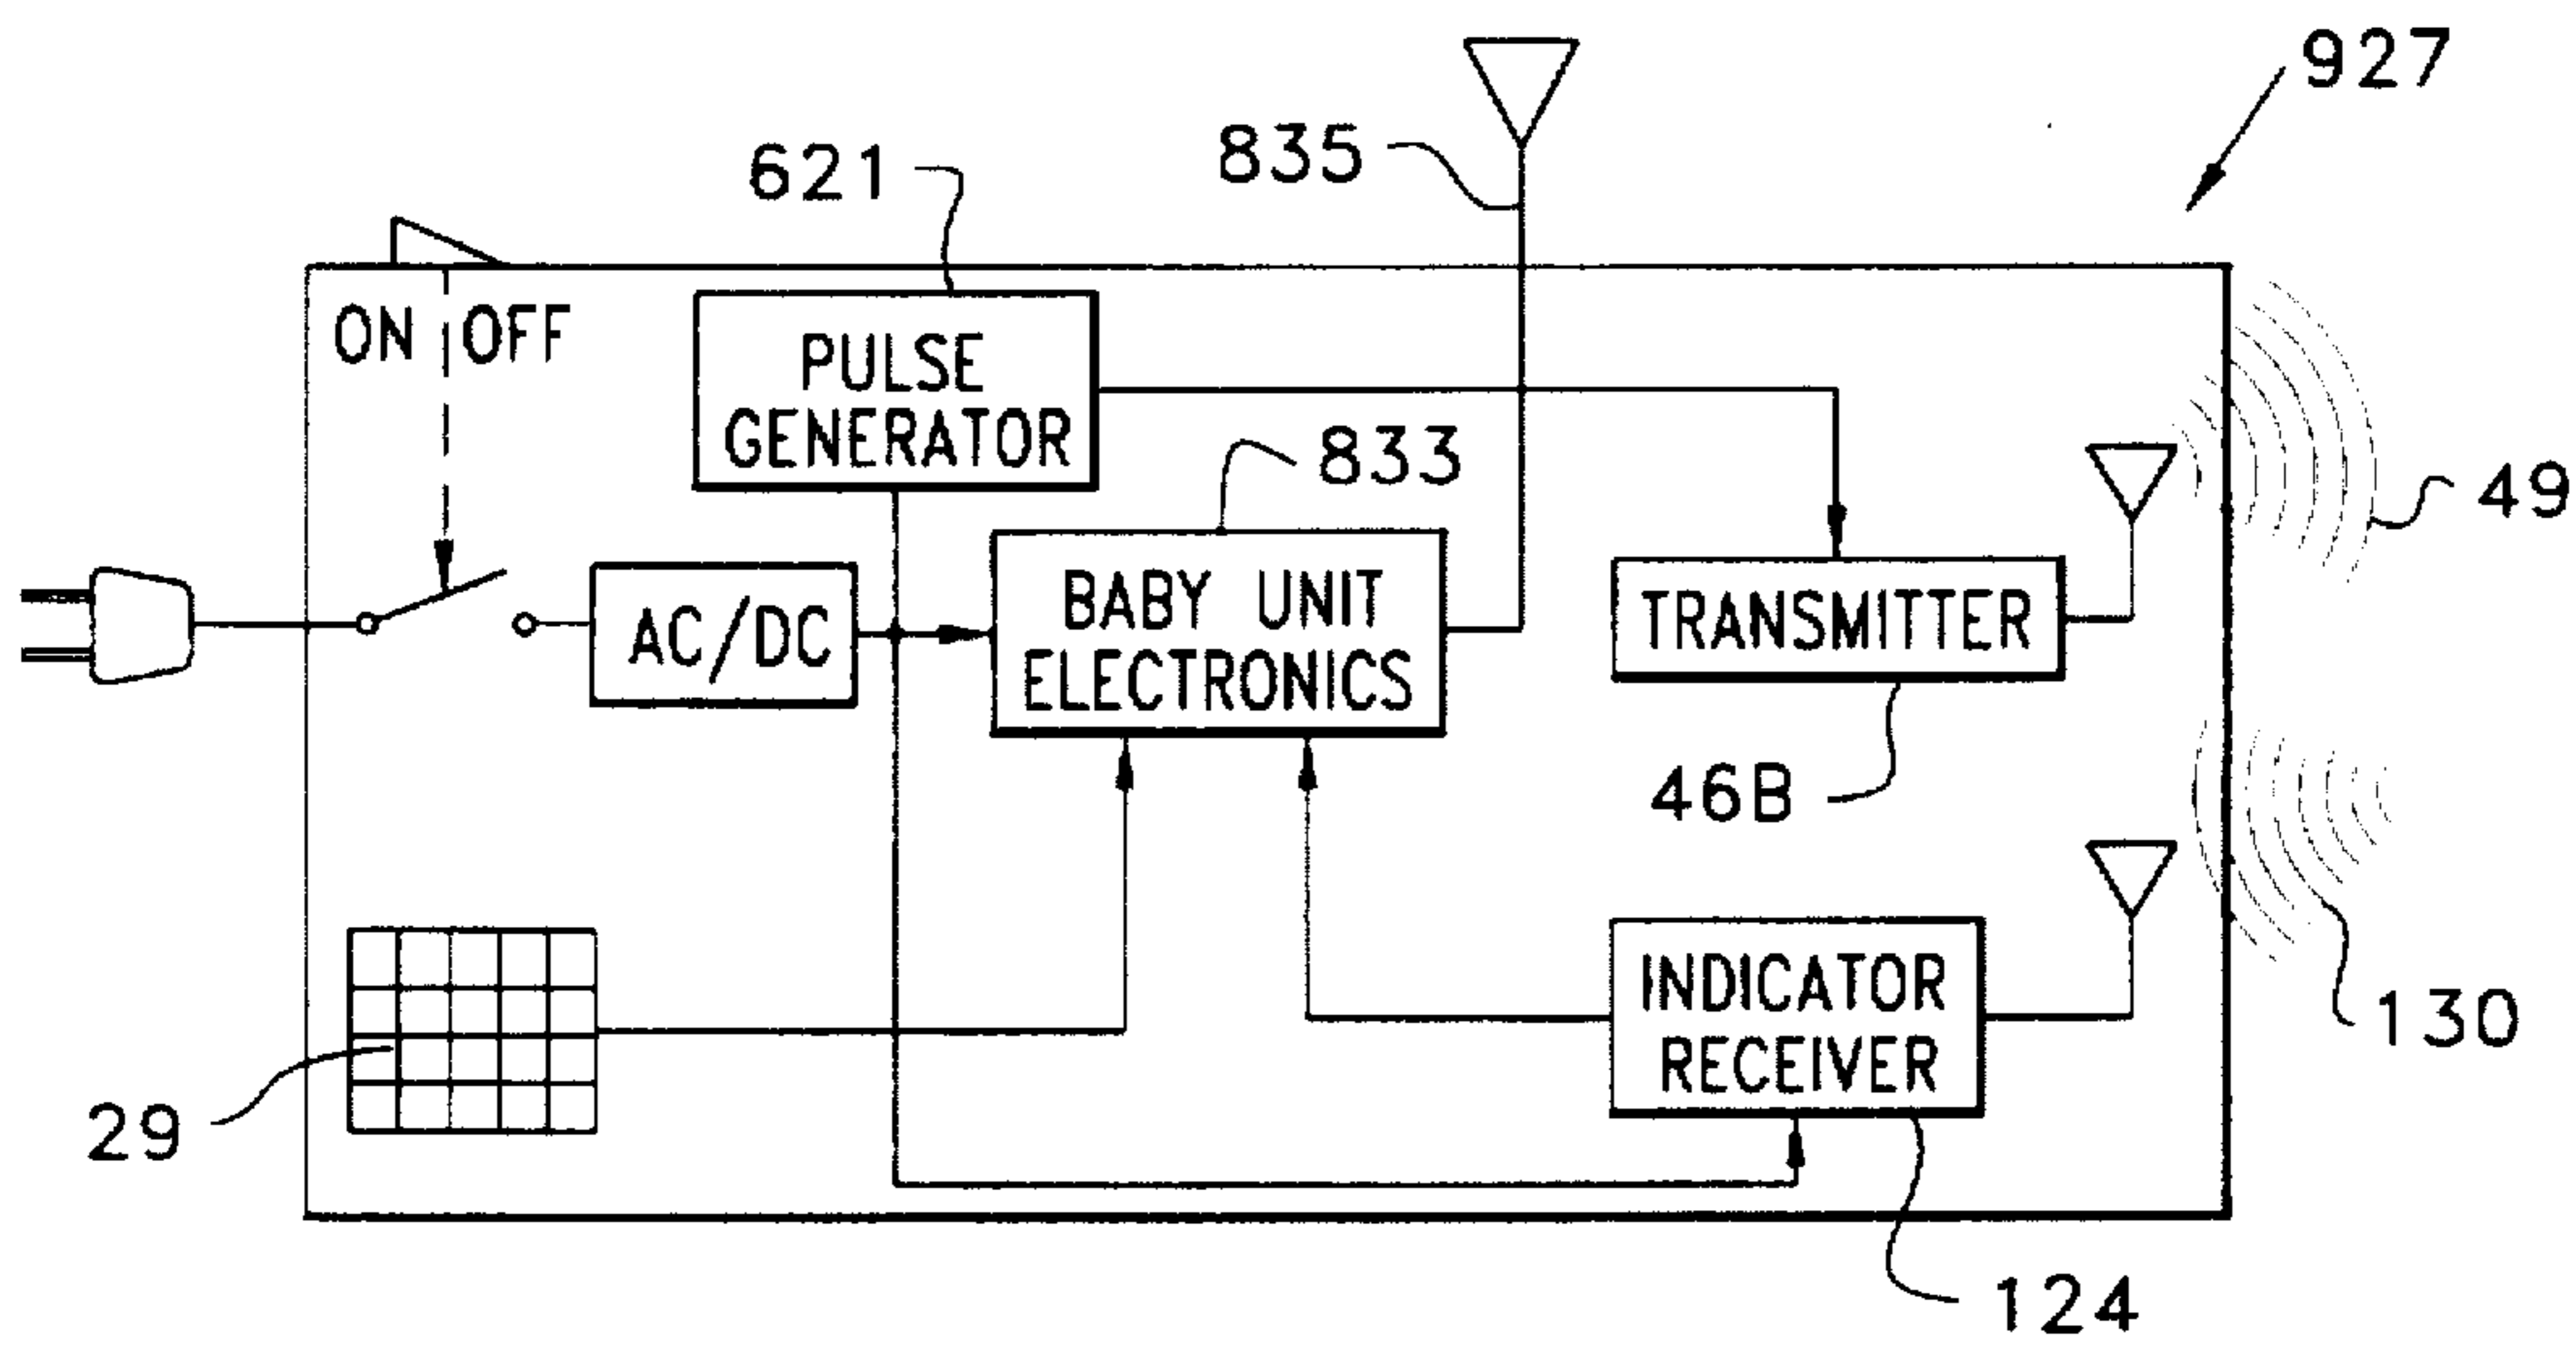 927
835
621
ON OFF
PULSE
GENERATOR
833
49
BABY UNIT
ELECTRONICS
AC/DC
TRANSMITTER
46B
INDICATOR
RECEIVER
130
29
124